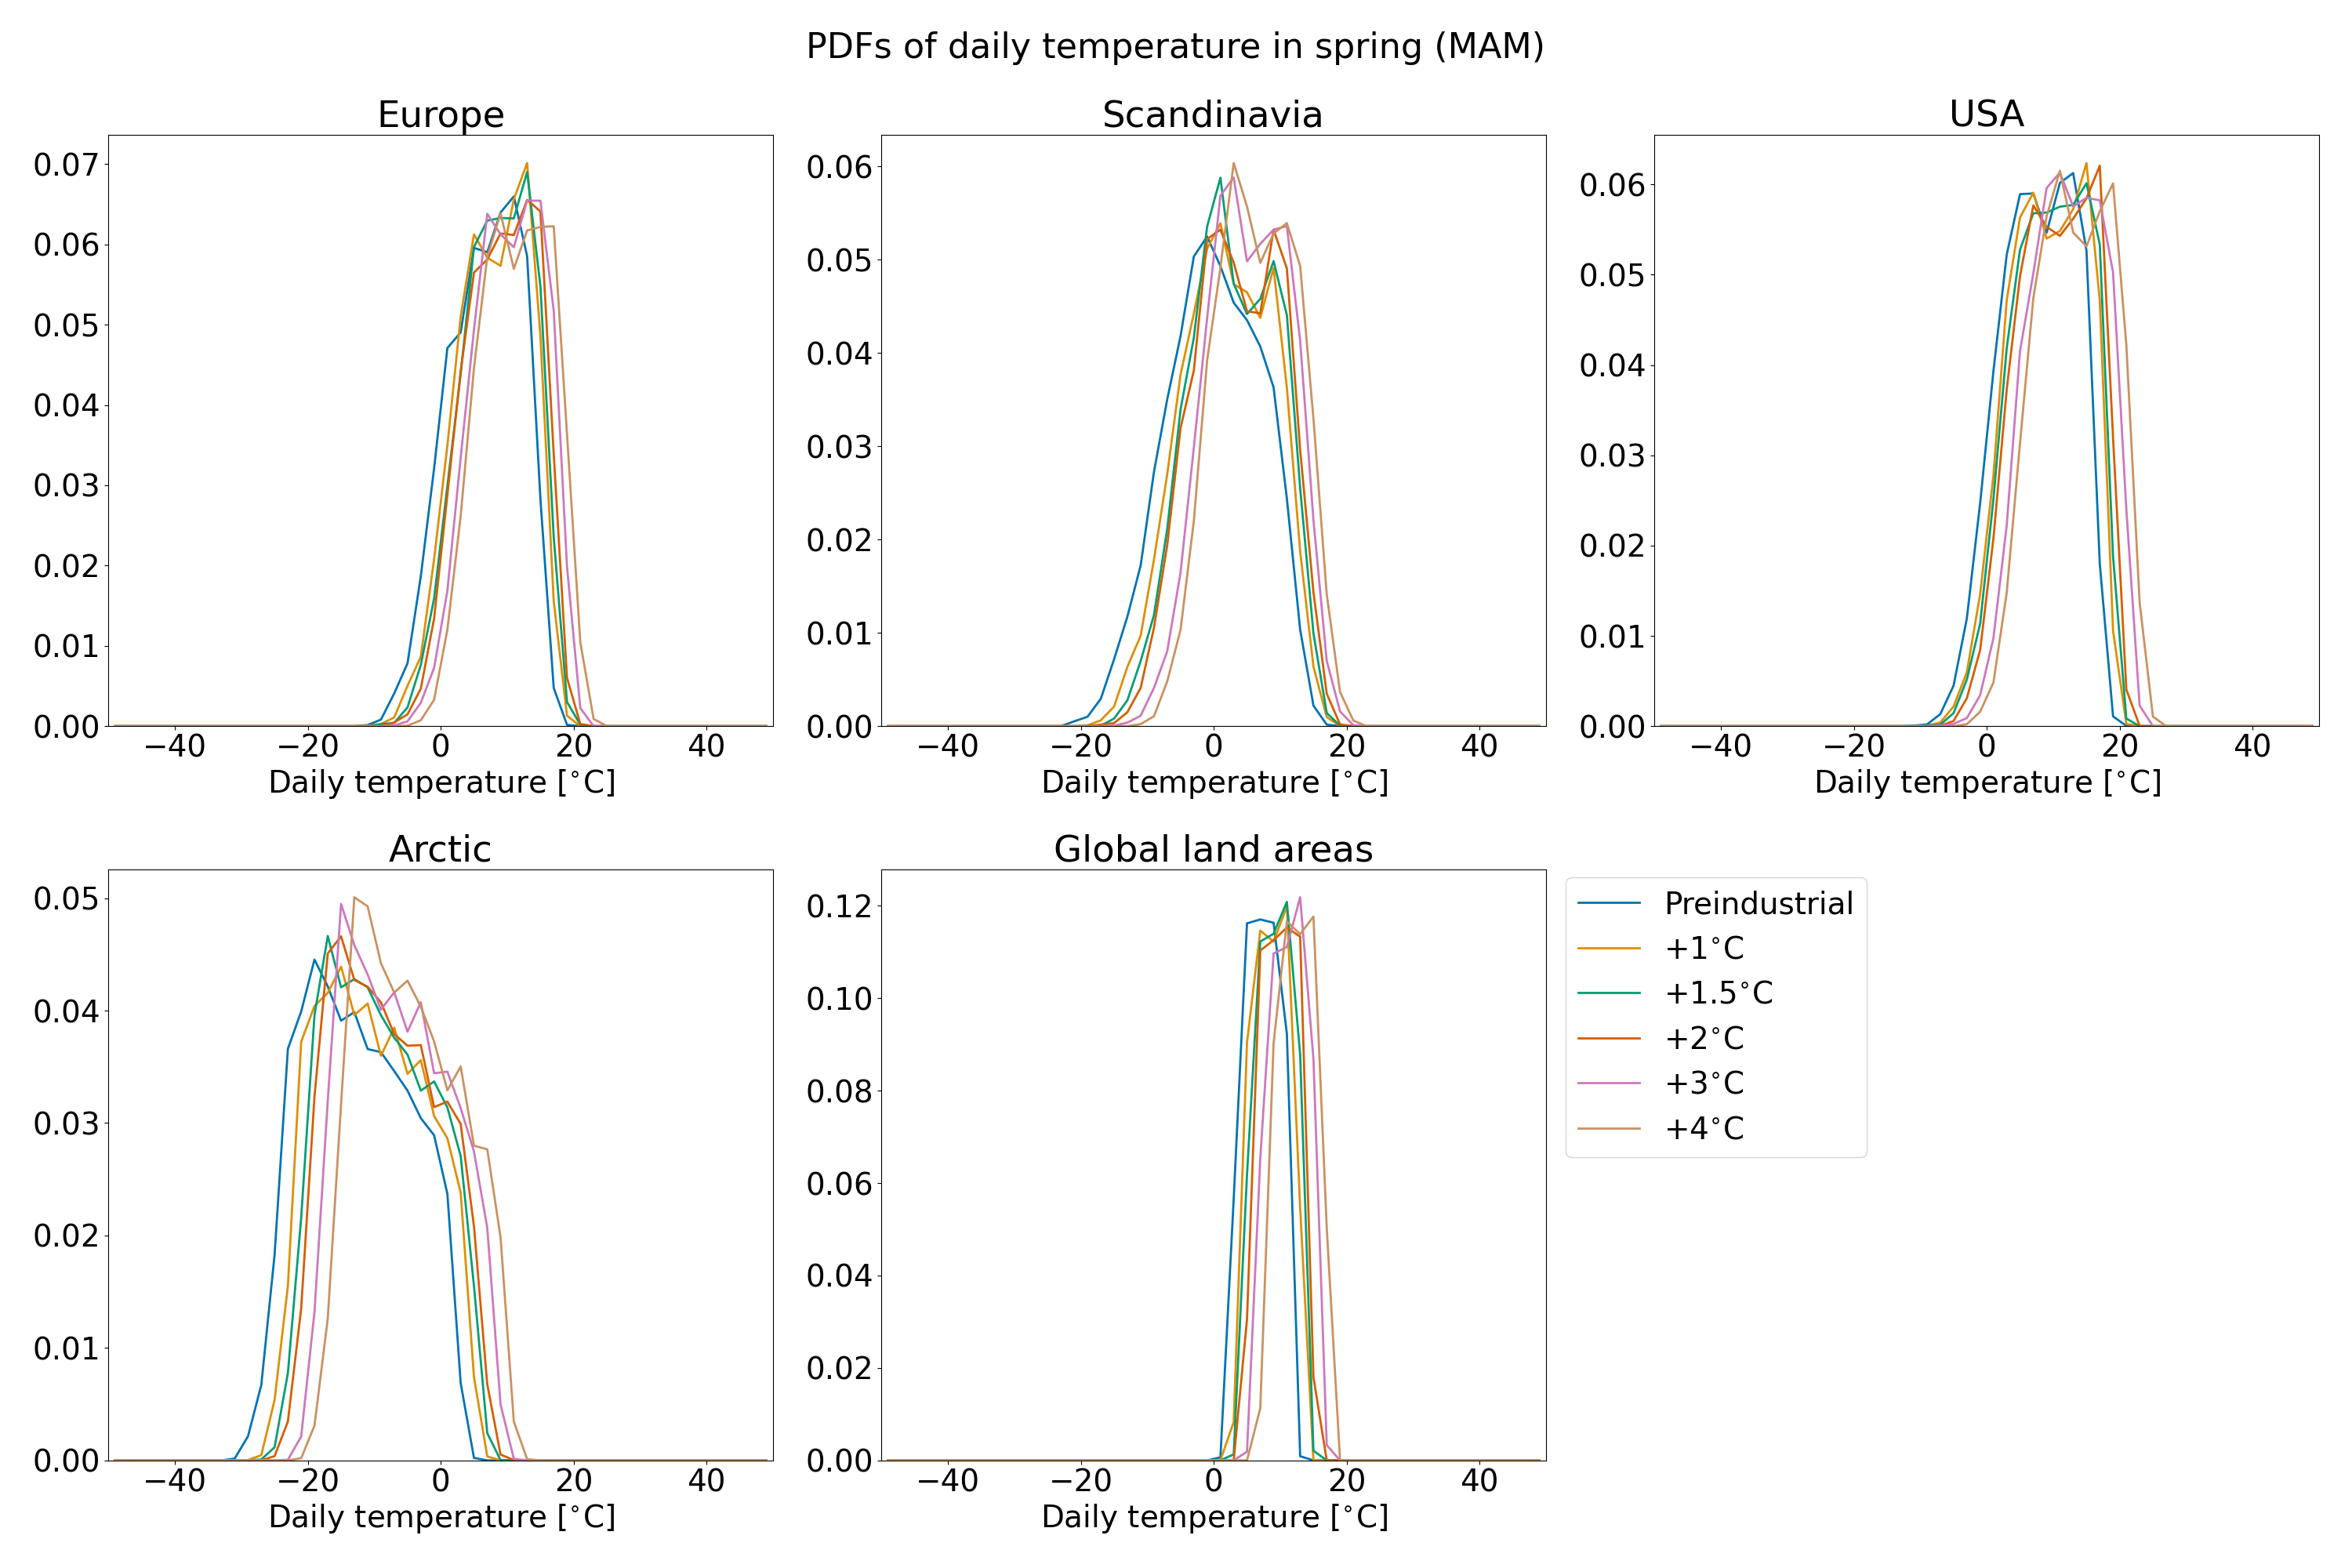 PDFs of daily temperature in spring (MAM)
Europe
0.07
0.06
0.05
0.04
0.03
0.02
0.01
0.00
−40 −20 0 20 40
Daily temperature [°C]
Scandinavia
0.06
0.05
0.04
0.03
0.02
0.01
0.00
−40 −20 0 20 40
Daily temperature [°C]
USA
0.06
0.05
0.04
0.03
0.02
0.01
0.00
−40 −20 0 20 40
Daily temperature [°C]
Arctic
0.05
0.04
0.03
0.02
0.01
0.00
−40 −20 0 20 40
Daily temperature [°C]
Global land areas
0.12
0.10
0.08
0.06
0.04
0.02
0.00
−40 −20 0 20 40
Daily temperature [°C]
Preindustrial
+1°C
+1.5°C
+2°C
+3°C
+4°C